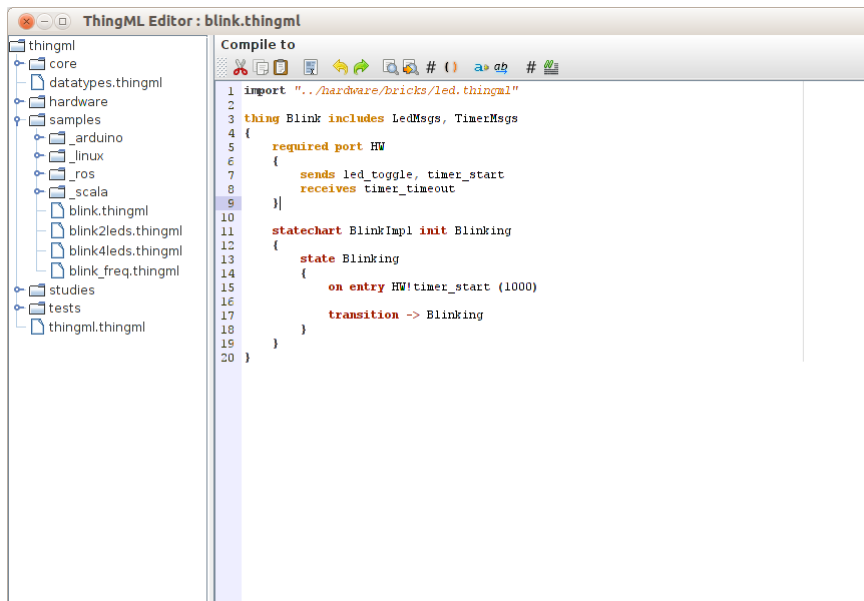 ThingML Editor : blink.thingml
thingml
core
datatypes.thingml
hardware
samples
_arduino
_linux
_ros
_scala
blink.thingml
blink2leds.thingml
blink4leds.thingml
blink_freq.thingml
studies
tests
thingml.thingml
Compile to
# () a» ab #
1 import "../hardware/bricks/led.thingml"
2
3 thing Blink includes LedMsgs, TimerMsgs
4 {
5 required port HW
6 {
7 sends led_toggle, timer_start
8 receives timer_timeout
9 }
10
11 statechart BlinkImpl init Blinking
12 {
13 state Blinking
14 {
15 on entry HW!timer_start (1000)
16
17 transition -> Blinking
18 }
19 }
20 }